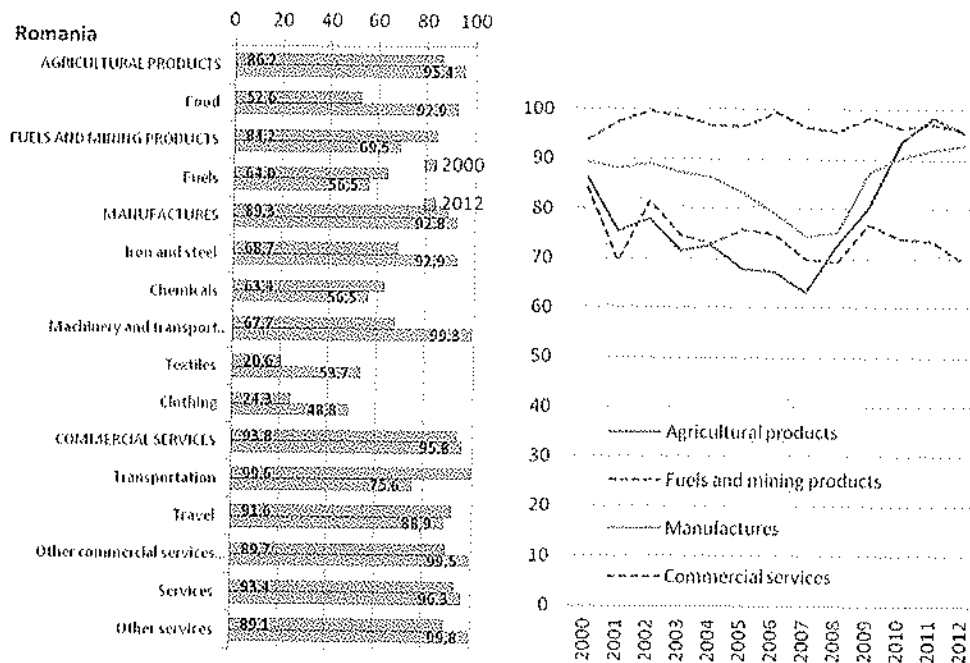 0 20 40 60 80 100
Romania
AGRICULTURAL PRODUCTS 86,2 95,4
Food 52,6 92,9
FUELS AND MINING PRODUCTS 84,2 69,5
Fuels 64,0 56,5
MANUFACTURES 89,3 92,8
Iron and steel 68,7 92,9
Chemicals 63,4 56,5
Machinery and transport.. 67,7 99,3
Textiles 20,6 53,7
Clothing 24,3 48,8
COMMERCIAL SERVICES 93,8 95,8
Transportation 99,6 75,6
Travel 91,6 88,9
Other commercial services.. 89,7 99,5
Services 93,4 96,3
Other services 89,1 99,8
2000
2012
100
90
80
70
60
50
40
30
20
10
0
Agricultural products
Fuels and mining products
Manufactures
Commercial services
2000 2001 2002 2003 2004 2005 2006 2007 2008 2009 2010 2011 2012